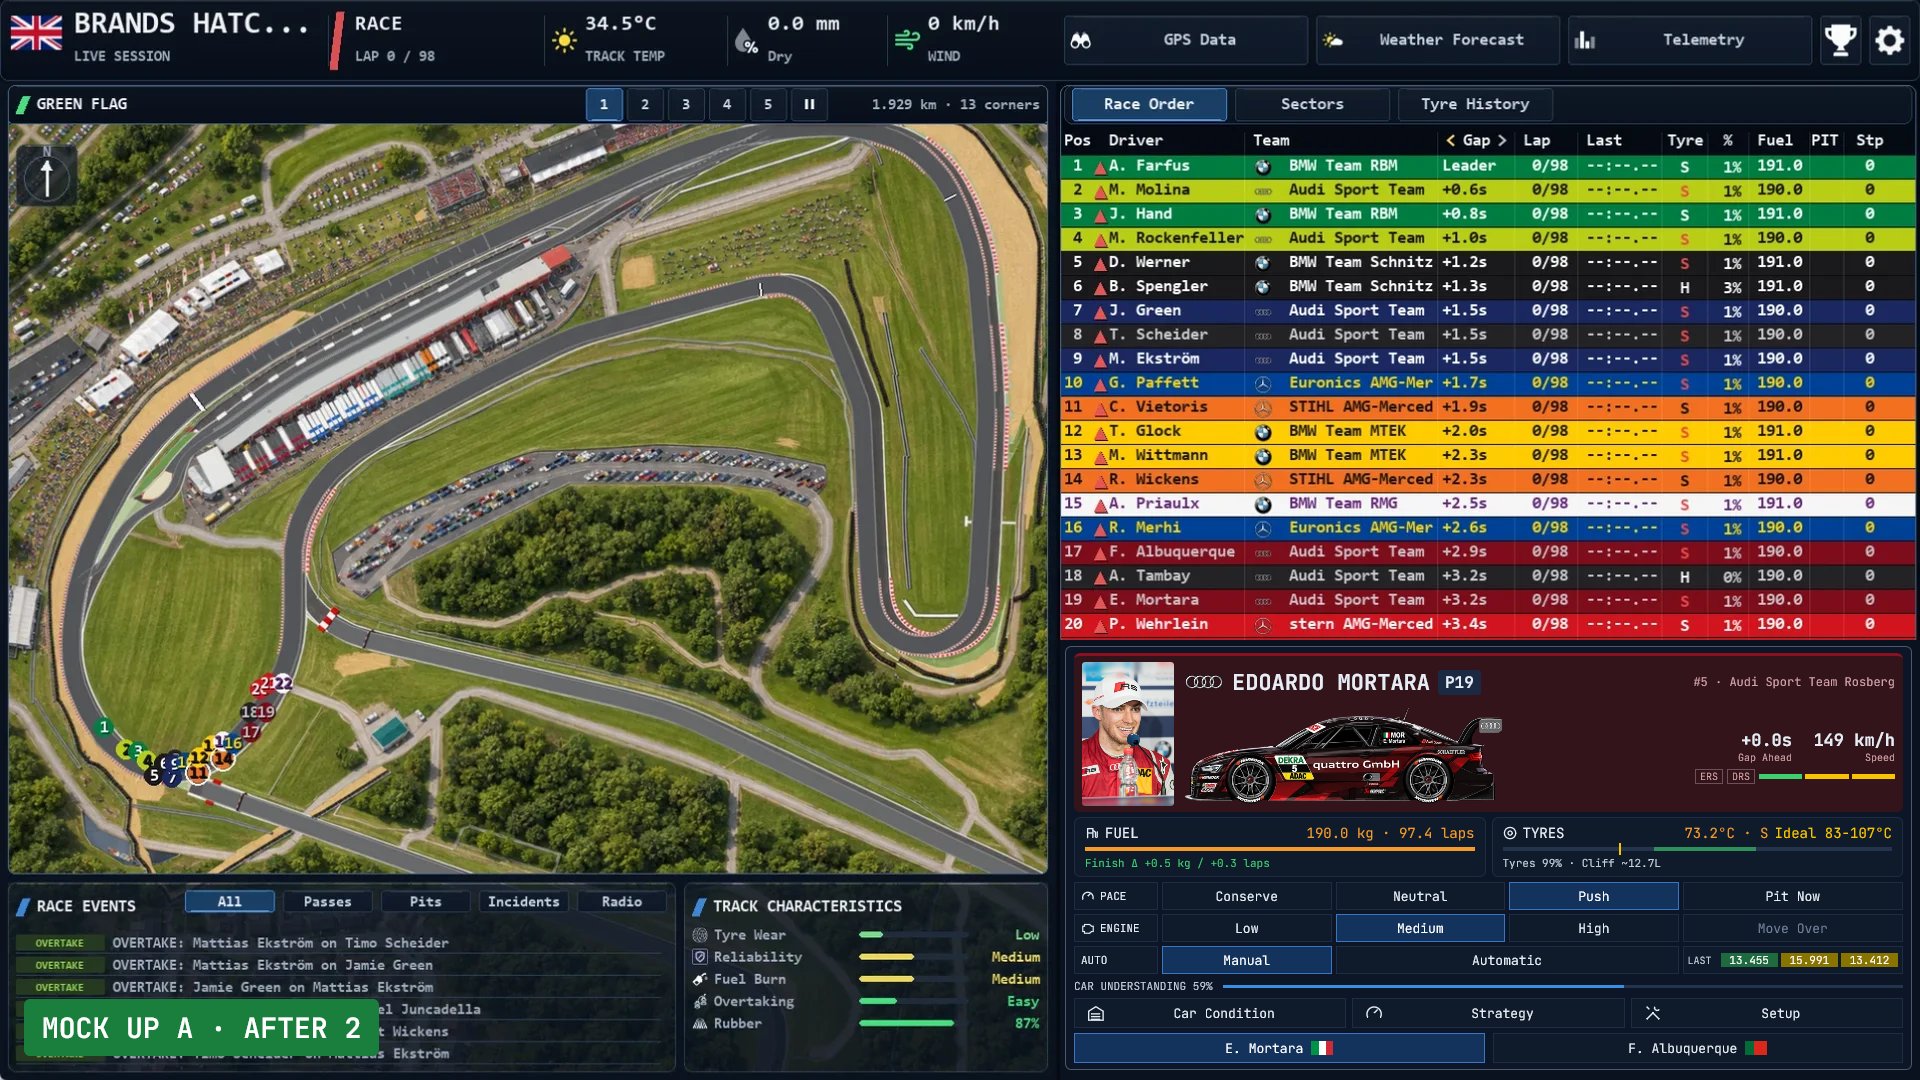 BRANDS HATC...
LIVE SESSION
RACE
LAP 0 / 98
34.5°C
TRACK TEMP
0.0 mm
Dry
0 km/h
WIND
GPS Data
Weather Forecast
Telemetry
GREEN FLAG
1 2 3 4 5
1.929 km · 13 corners
N
Race Order
Sectors
Tyre History
Pos Driver Team < Gap > Lap Last Tyre % Fuel PIT Stp
1 A. Farfus BMW Team RBM Leader 0/98 --:--.-- S 1% 191.0 0
2 M. Molina Audi Sport Team +0.6s 0/98 --:--.-- S 1% 190.0 0
3 J. Hand BMW Team RBM +0.8s 0/98 --:--.-- S 1% 191.0 0
4 M. Rockenfeller Audi Sport Team +1.0s 0/98 --:--.-- S 1% 190.0 0
5 D. Werner BMW Team Schnitz +1.2s 0/98 --:--.-- S 1% 191.0 0
6 B. Spengler BMW Team Schnitz +1.3s 0/98 --:--.-- H 3% 191.0 0
7 J. Green Audi Sport Team +1.5s 0/98 --:--.-- S 1% 190.0 0
8 T. Scheider Audi Sport Team +1.5s 0/98 --:--.-- S 1% 190.0 0
9 M. Ekström Audi Sport Team +1.5s 0/98 --:--.-- S 1% 190.0 0
10 G. Paffett Euronics AMG-Mer +1.7s 0/98 --:--.-- S 1% 190.0 0
11 C. Vietoris STIHL AMG-Merced +1.9s 0/98 --:--.-- S 1% 190.0 0
12 T. Glock BMW Team MTEK +2.0s 0/98 --:--.-- S 1% 191.0 0
13 M. Wittmann BMW Team MTEK +2.3s 0/98 --:--.-- S 1% 191.0 0
14 R. Wickens STIHL AMG-Merced +2.3s 0/98 --:--.-- S 1% 190.0 0
15 A. Priaulx BMW Team RMG +2.5s 0/98 --:--.-- S 1% 191.0 0
16 R. Merhi Euronics AMG-Mer +2.6s 0/98 --:--.-- S 1% 190.0 0
17 F. Albuquerque Audi Sport Team +2.9s 0/98 --:--.-- S 1% 190.0 0
18 A. Tambay Audi Sport Team +3.2s 0/98 --:--.-- H 0% 190.0 0
19 E. Mortara Audi Sport Team +3.2s 0/98 --:--.-- S 1% 190.0 0
20 P. Wehrlein stern AMG-Merced +3.4s 0/98 --:--.-- S 1% 190.0 0
22
19
17
16
14
12
11
1
3
4
5
EDOARDO MORTARA P19
#5 · Audi Sport Team Rosberg
MOR
DEKRA
5
ADAC
quattro GmbH
+0.0s 149 km/h
Gap Ahead Speed
ERS DRS
FUEL 190.0 kg · 97.4 laps
Finish Δ +0.5 kg / +0.3 laps
TYRES 73.2°C · S Ideal 83-107°C
Tyres 99% · Cliff ~12.7L
PACE Conserve Neutral Push Pit Now
ENGINE Low Medium High Move Over
AUTO Manual Automatic LAST 13.455 15.991 13.412
CAR UNDERSTANDING 59%
Car Condition Strategy Setup
E. Mortara F. Albuquerque
RACE EVENTS
All Passes Pits Incidents Radio
OVERTAKE OVERTAKE: Mattias Ekström on Timo Scheider
OVERTAKE OVERTAKE: Mattias Ekström on Jamie Green
OVERTAKE OVERTAKE: Jamie Green on Mattias Ekström
el Juncadella
t Wickens
Ekström
MOCK UP A · AFTER 2
TRACK CHARACTERISTICS
Tyre Wear Low
Reliability Medium
Fuel Burn Medium
Overtaking Easy
Rubber 87%